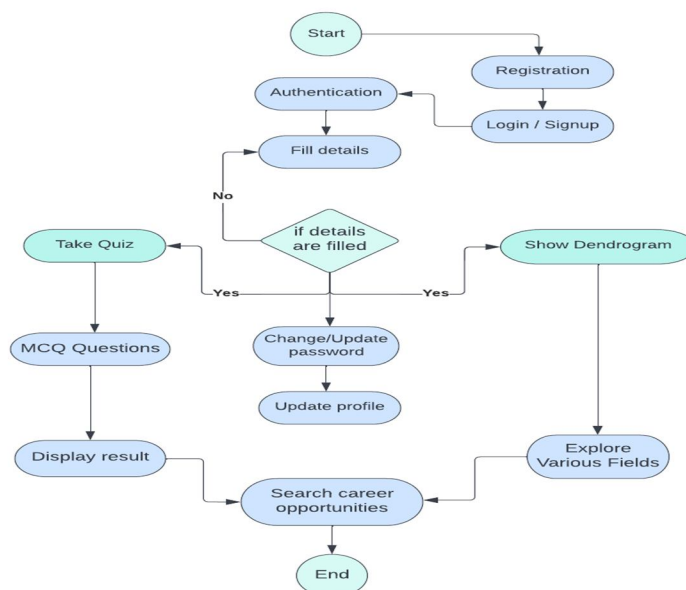 Start
Registration
Authentication
Login / Signup
Fill details
No
if details
are filled
Take Quiz
Show Dendrogram
Yes
Yes
Change/Update
password
MCQ Questions
Update profile
Display result
Explore
Various Fields
Search career
opportunities
End